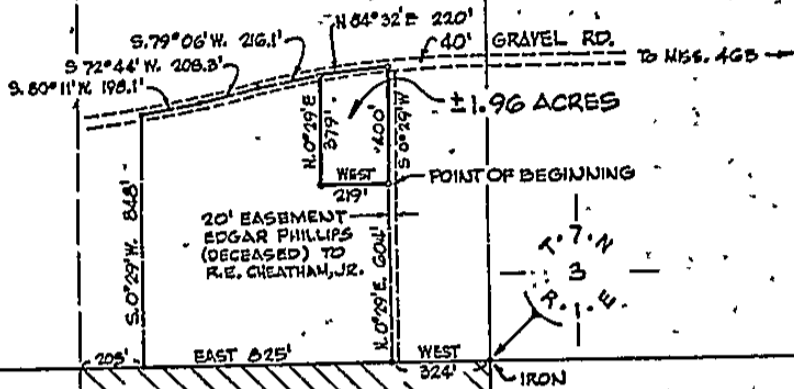 N 84°32'E 220'
S.79°06'W. 216.1'
40' GRAVEL RD.
TO MISS. 463
S 72°44' W. 208.3'
S. 80°11'W. 198.1'
±1.96 ACRES
N.0°29'E
379'
400'
S 0°29'W
WEST
219'
POINT OF BEGINNING
20' EASEMENT
EDGAR PHILLIPS
(DECEASED) TO
R.E. CHEATHAM, JR.
S.0°29'W. 848'
N.0°29'E. 604'
T. 7. N
3
R. 1. E.
205'
EAST 825'
WEST
324'
IRON